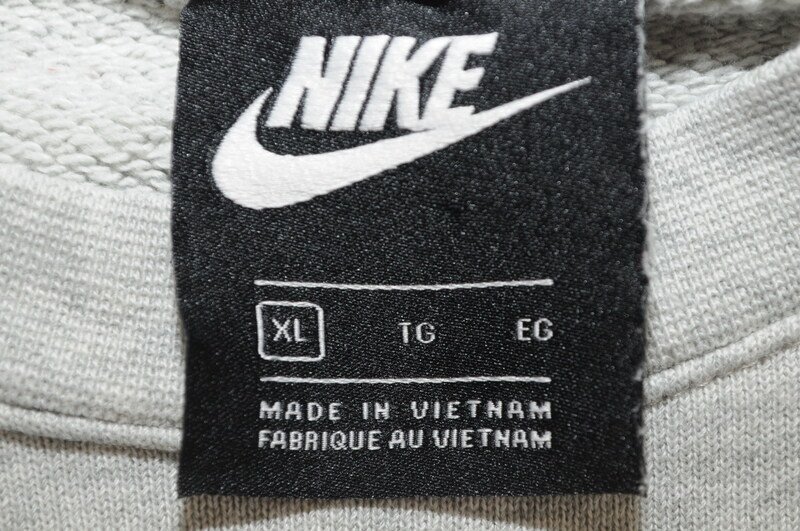 NIKE
XL TG EG
MADE IN VIETNAM
FABRIQUE AU VIETNAM